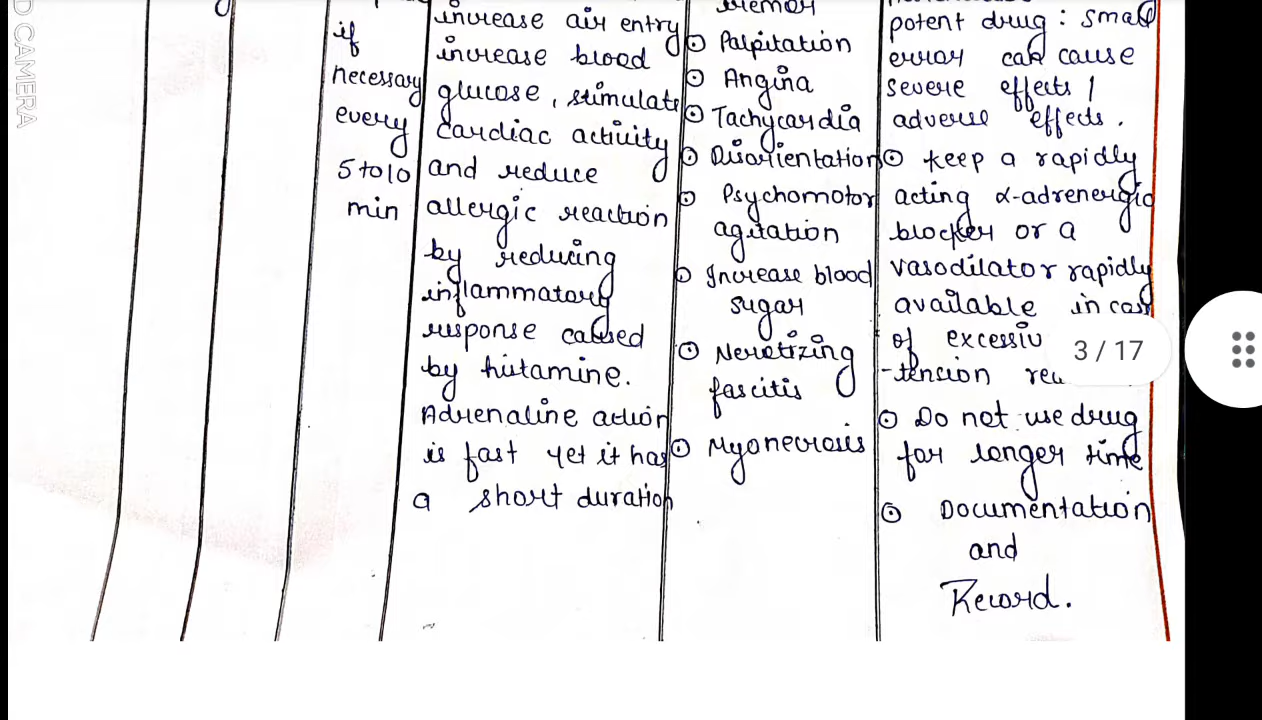 D CAMERA
if
necessary
every
5 to 10
min
increase air entry
increase blood
glucose, stimulate
cardiac activity
and reduce
allergic reaction
by reducing
inflammatory
response caused
by histamine.
Adrenaline action
is fast yet it has
a short duration
tremor
⊙ Palpitation
⊙ Angina
⊙ Tachycardia
⊙ Disorientation
⊙ Psychomotor
agitation
⊙ Increase blood
sugar
⊙ Necrotizing
fascitis
⊙ Myonecrosis
potent drug : small
error can cause
severe effects /
adverse effects.
⊙ keep a rapidly
acting α-adrenergic
blocker or a
vasodilator rapidly
available in case
of excessiv
-tension rea
⊙ Do not use drug
for longer time
⊙ Documentation
and
Record.
3 / 17